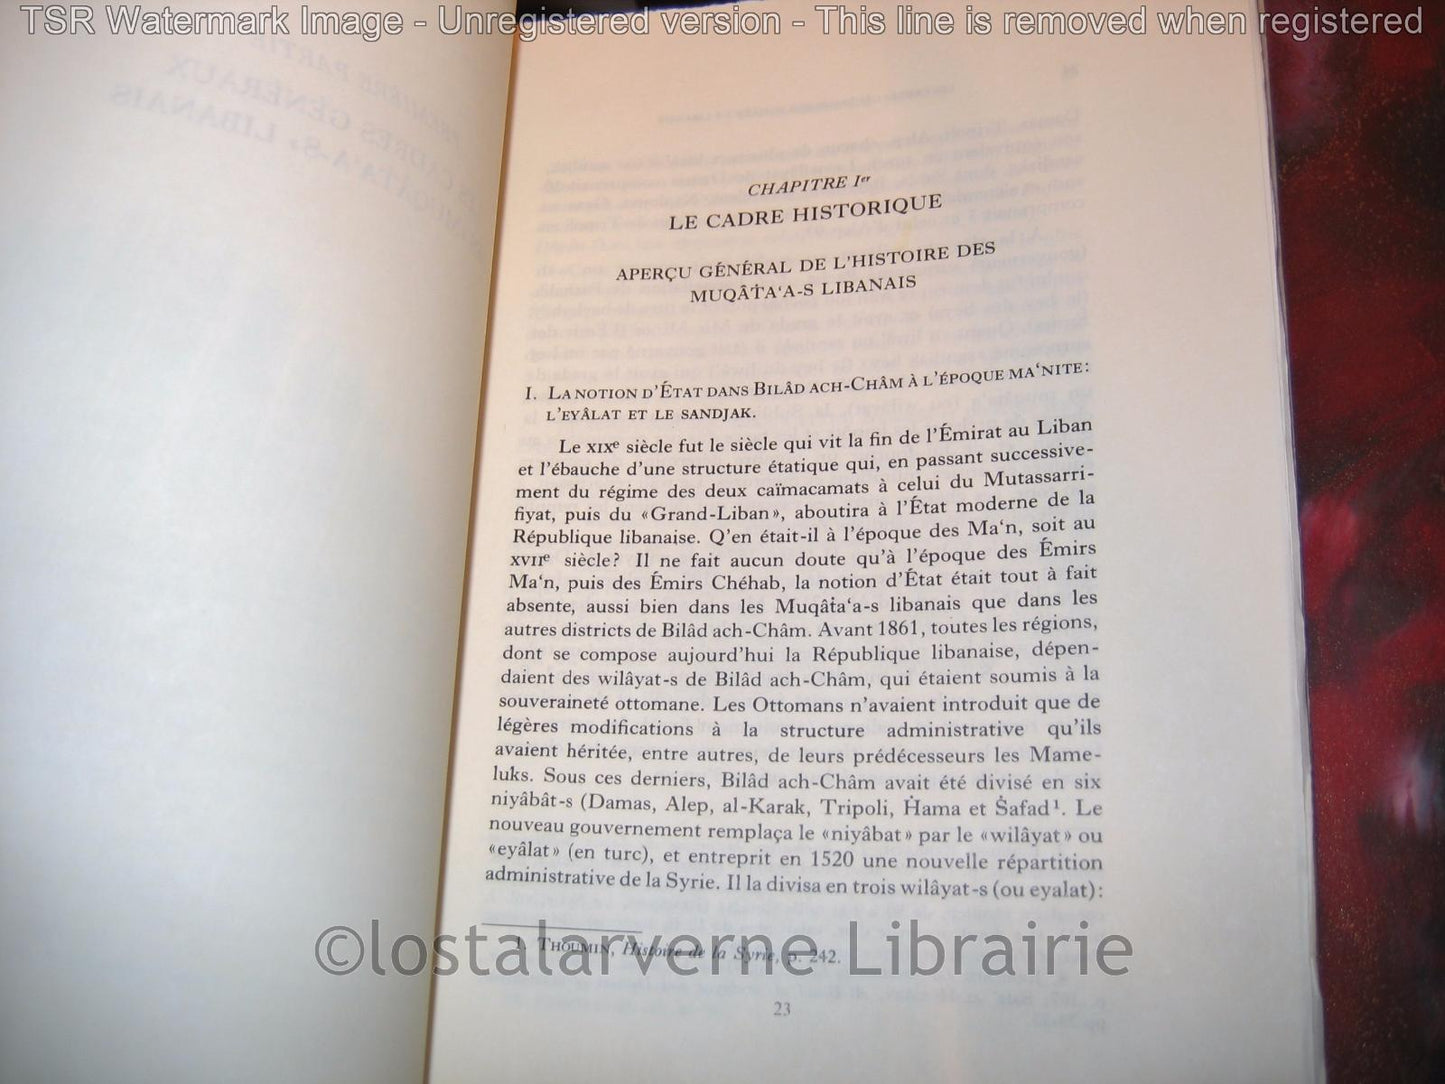 TSR Watermark Image - Unregistered version - This line is removed when registered
CHAPITRE Ier
LE CADRE HISTORIQUE
APERÇU GÉNÉRAL DE L'HISTOIRE DES
MUQÂṪA‘A-S LIBANAIS
I. LA NOTION D'ÉTAT DANS BILÂD ACH-CHÂM À L'ÉPOQUE MA‘NITE:
L'EYÂLAT ET LE SANDJAK.
Le XIXe siècle fut le siècle qui vit la fin de l'Émirat au Liban
et l'ébauche d'une structure étatique qui, en passant successive-
ment du régime des deux caïmacamats à celui du Mutassarri-
fiyat, puis du «Grand-Liban», aboutira à l'État moderne de la
République libanaise. Q'en était-il à l'époque des Ma‘n, soit au
XVIIe siècle? Il ne fait aucun doute qu'à l'époque des Émirs
Ma‘n, puis des Émirs Chéhab, la notion d'État était tout à fait
absente, aussi bien dans les Muqâṫa‘a-s libanais que dans les
autres districts de Bilâd ach-Châm. Avant 1861, toutes les régions,
dont se compose aujourd'hui la République libanaise, dépen-
daient des wilâyat-s de Bilâd ach-Châm, qui étaient soumis à la
souveraineté ottomane. Les Ottomans n'avaient introduit que de
légères modifications à la structure administrative qu'ils
avaient héritée, entre autres, de leurs prédécesseurs les Mame-
luks. Sous ces derniers, Bilâd ach-Châm avait été divisé en six
niyâbât-s (Damas, Alep, al-Karak, Tripoli, Ḣama et Ṡafad¹. Le
nouveau gouvernement remplaça le «niyâbat» par le «wilâyat» ou
«eyâlat» (en turc), et entreprit en 1520 une nouvelle répartition
administrative de la Syrie. Il la divisa en trois wilâyat-s (ou eyalat):
1. THOUMIN, Histoire de la Syrie, p. 242.
©lostalarverne Librairie
23